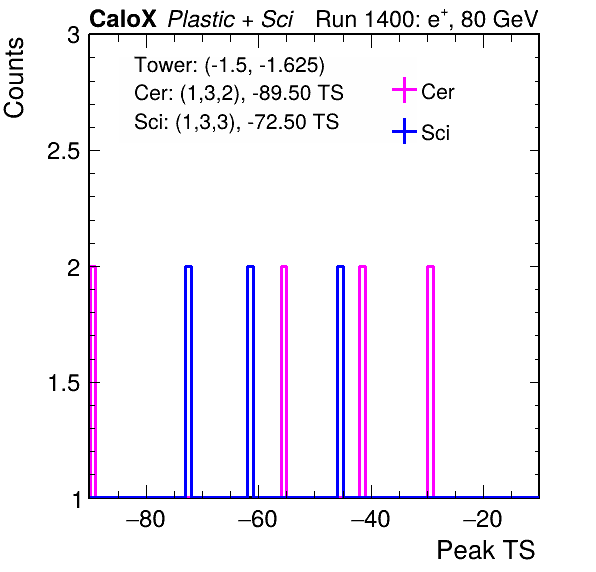 CaloX Plastic + Sci Run 1400: e+, 80 GeV
Counts
3
2.5
2
1.5
1
Tower: (-1.5, -1.625)
Cer: (1,3,2), -89.50 TS
Sci: (1,3,3), -72.50 TS
Cer
Sci
−80 −60 −40 −20
Peak TS